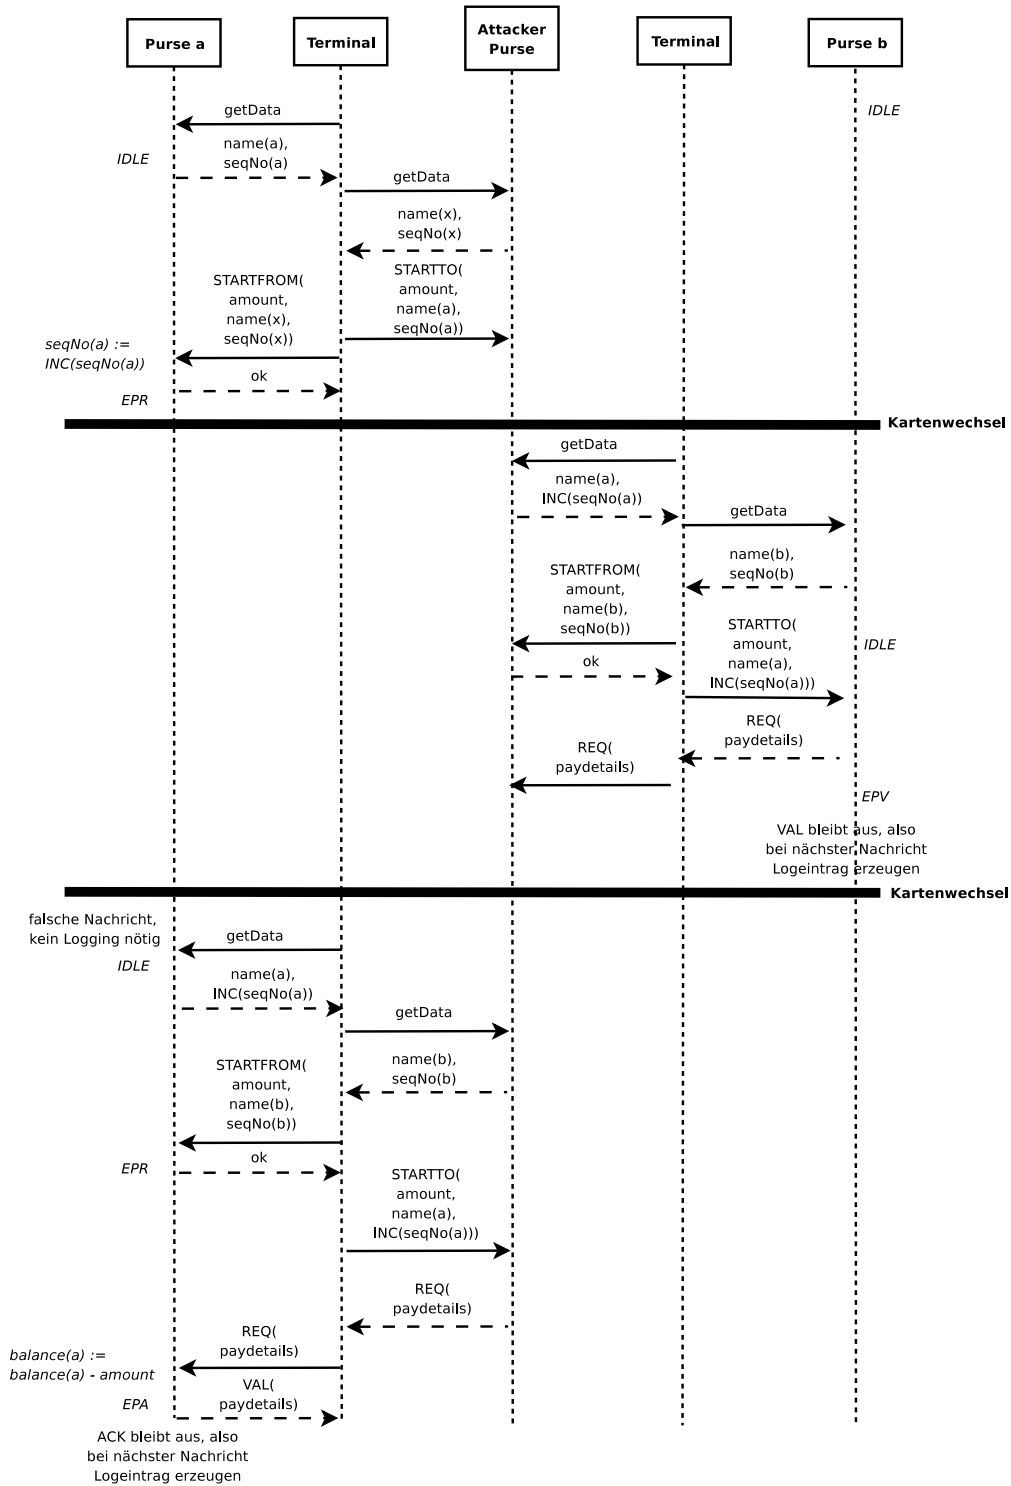 Purse a
Terminal
Attacker
Purse
Terminal
Purse b
getData
IDLE
IDLE
name(a),
seqNo(a)
getData
name(x),
seqNo(x)
STARTFROM(
amount,
name(x),
seqNo(x))
STARTTO(
amount,
name(a),
seqNo(a))
seqNo(a) :=
INC(seqNo(a))
ok
EPR
Kartenwechsel
getData
name(a),
INC(seqNo(a))
getData
name(b),
seqNo(b)
STARTFROM(
amount,
name(b),
seqNo(b))
STARTTO(
amount,
name(a),
INC(seqNo(a)))
IDLE
ok
REQ(
paydetails)
REQ(
paydetails)
EPV
VAL bleibt aus, also
bei nächster Nachricht
Logeintrag erzeugen
Kartenwechsel
falsche Nachricht,
kein Logging nötig
getData
IDLE
name(a),
INC(seqNo(a))
getData
name(b),
seqNo(b)
STARTFROM(
amount,
name(b),
seqNo(b))
ok
EPR
STARTTO(
amount,
name(a),
INC(seqNo(a)))
REQ(
paydetails)
REQ(
paydetails)
balance(a) :=
balance(a) - amount
VAL(
paydetails)
EPA
ACK bleibt aus, also
bei nächster Nachricht
Logeintrag erzeugen